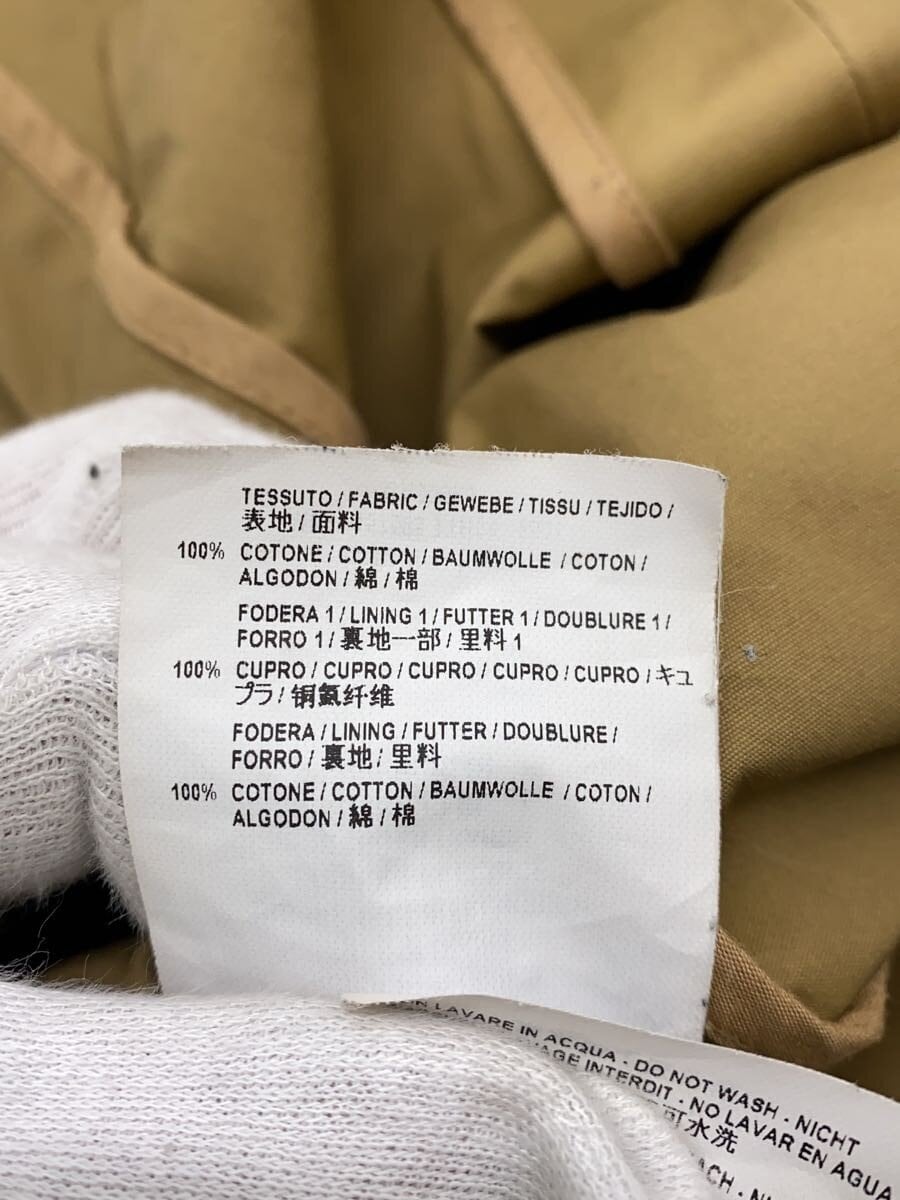 TESSUTO / FABRIC / GEWEBE / TISSU / TEJIDO /
表地 / 面料
100% COTONE / COTTON / BAUMWOLLE / COTON /
ALGODON / 綿 / 棉
FODERA 1 / LINING 1 / FUTTER 1 / DOUBLURE 1 /
FORRO 1 / 裏地一部 / 里料 1
100% CUPRO / CUPRO / CUPRO / CUPRO / CUPRO / キュ
プラ / 铜氨纤维
FODERA / LINING / FUTTER / DOUBLURE /
FORRO / 裏地 / 里料
100% COTONE / COTTON / BAUMWOLLE / COTON /
ALGODON / 綿 / 棉
LAVARE IN ACQUA - DO NOT WASH - NICHT
INTERDIT - NO LAVAR EN AGUA
可水洗